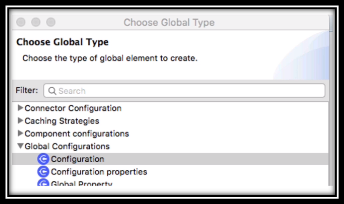 Choose Global Type
Choose Global Type
Choose the type of global element to create.
Filter: Search
Connector Configuration
Caching Strategies
Component configurations
Global Configurations
Configuration
Configuration properties
Global Property